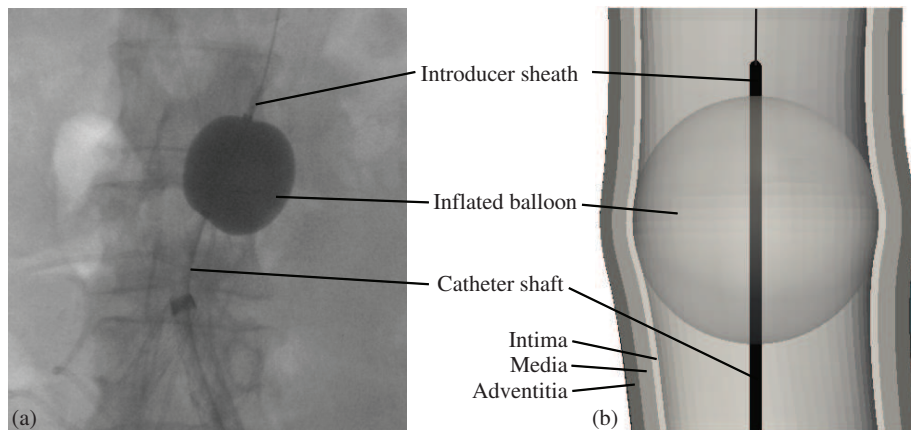 Introducer sheath
Inflated balloon
Catheter shaft
Intima
Media
Adventitia
(a)
(b)